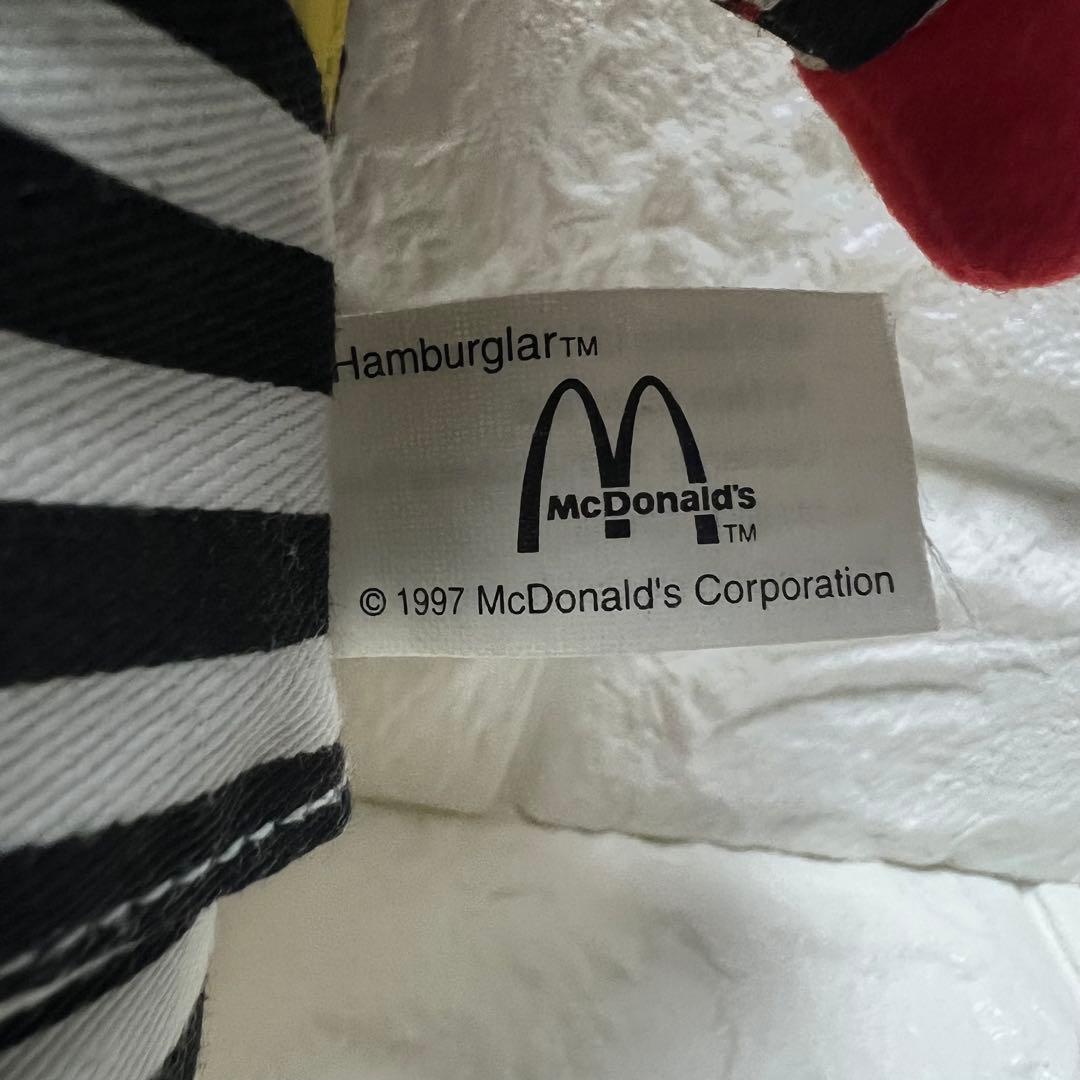 Hamburglar™
McDonald's
™
© 1997 McDonald's Corporation